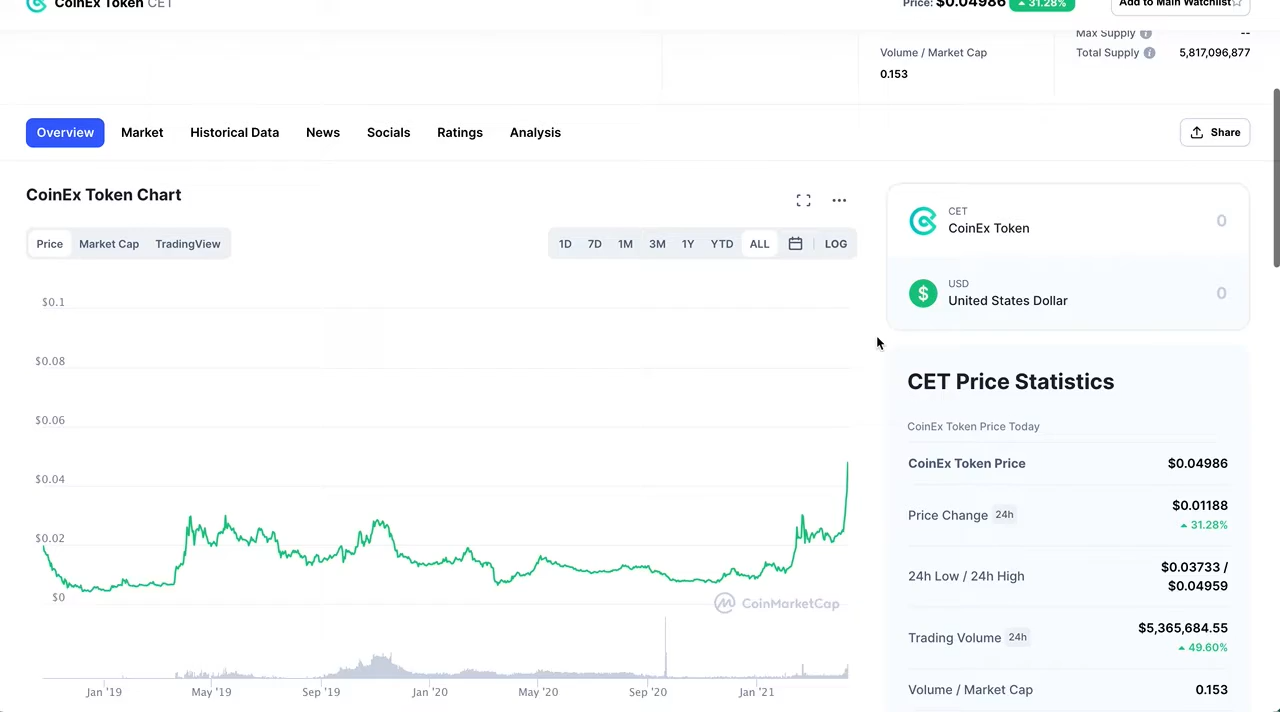 CoinEx Token CET
Price: $0.04986
31.28%
Add to Main Watchlist
Max Supply --
Volume / Market Cap
Total Supply 5,817,096,877
0.153
Overview Market Historical Data News Socials Ratings Analysis
Share
CoinEx Token Chart
Price Market Cap TradingView
1D 7D 1M 3M 1Y YTD ALL LOG
$0.1
$0.08
$0.06
$0.04
$0.02
$0
CoinMarketCap
Jan '19 May '19 Sep '19 Jan '20 May '20 Sep '20 Jan '21
CET
CoinEx Token
0
USD
United States Dollar
0
CET Price Statistics
CoinEx Token Price Today
CoinEx Token Price $0.04986
Price Change 24h $0.01188
31.28%
24h Low / 24h High $0.03733 /
$0.04959
Trading Volume 24h $5,365,684.55
49.60%
Volume / Market Cap 0.153